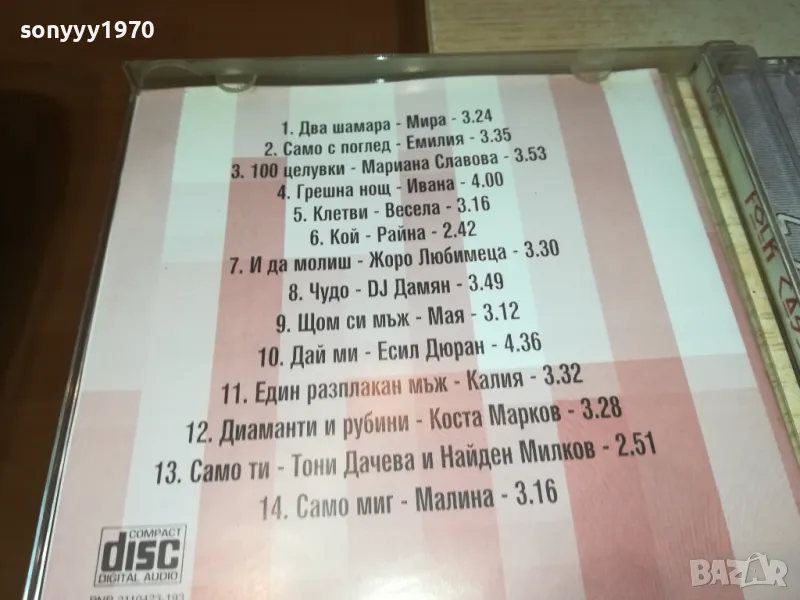 sonyyy1970
1. Два шамара - Мира - 3.24
2. Само с поглед - Емилия - 3.35
3. 100 целувки - Мариана Славова - 3.53
4. Грешна нощ - Ивана - 4.00
5. Клетви - Весела - 3.16
6. Кой - Райна - 2.42
7. И да молиш - Жоро Любимеца - 3.30
8. Чудо - DJ Дамян - 3.49
9. Щом си мъж - Мая - 3.12
10. Дай ми - Есил Дюран - 4.36
11. Един разплакан мъж - Калия - 3.32
12. Диаманти и рубини - Коста Марков - 3.28
13. Само ти - Тони Дачева и Найден Милков - 2.51
14. Само миг - Малина - 3.16
COMPACT
disc
DIGITAL AUDIO
FOLK
BAZAR